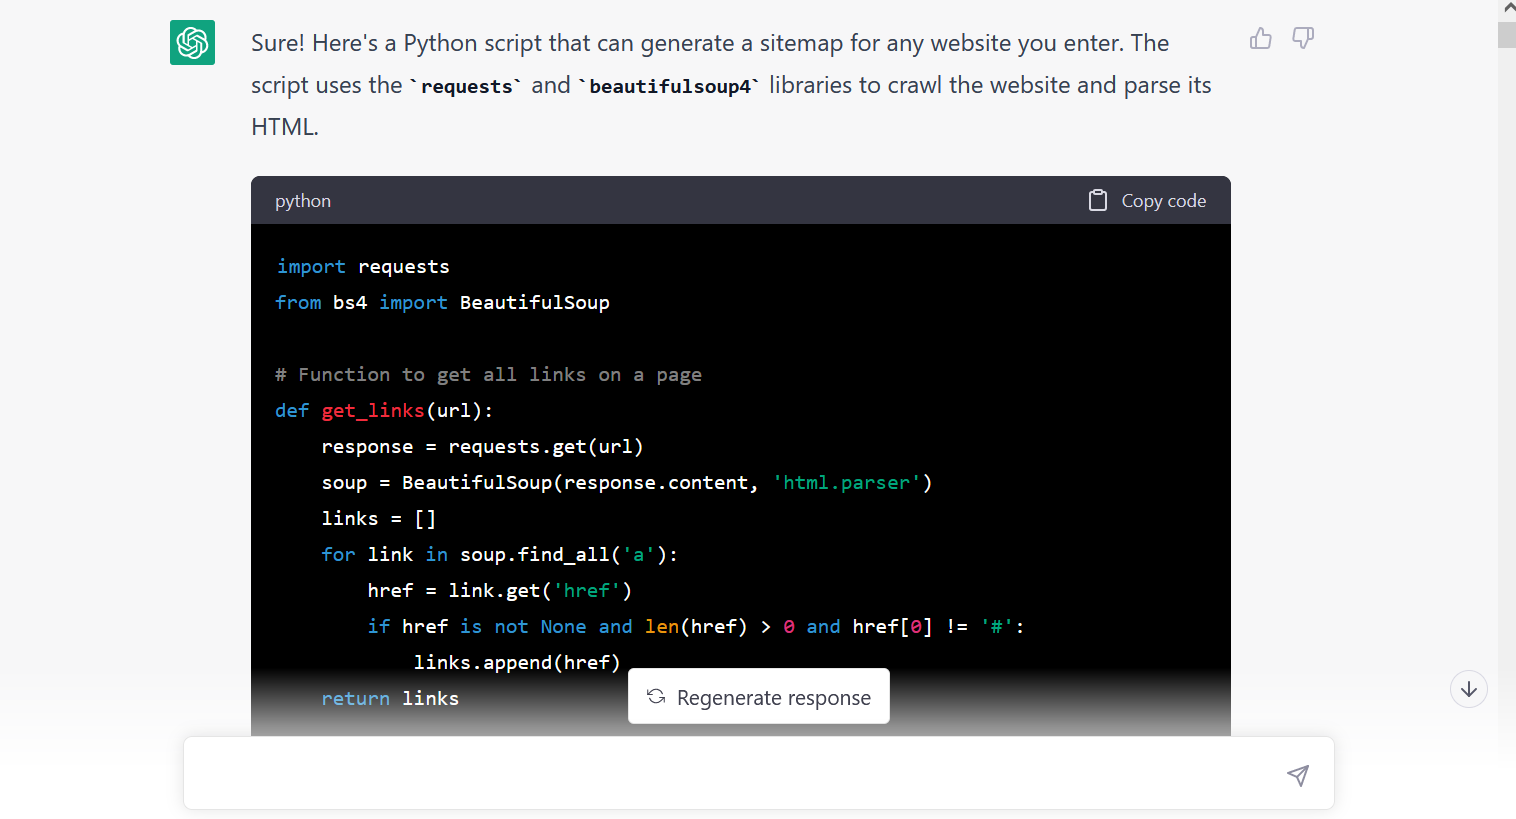 Sure! Here's a Python script that can generate a sitemap for any website you enter. The
script uses the `requests` and `beautifulsoup4` libraries to crawl the website and parse its
HTML.
python
Copy code
import requests
from bs4 import BeautifulSoup
# Function to get all links on a page
def get_links(url):
    response = requests.get(url)
    soup = BeautifulSoup(response.content, 'html.parser')
    links = []
    for link in soup.find_all('a'):
        href = link.get('href')
        if href is not None and len(href) > 0 and href[0] != '#':
            links.append(href)
    return links
Regenerate response